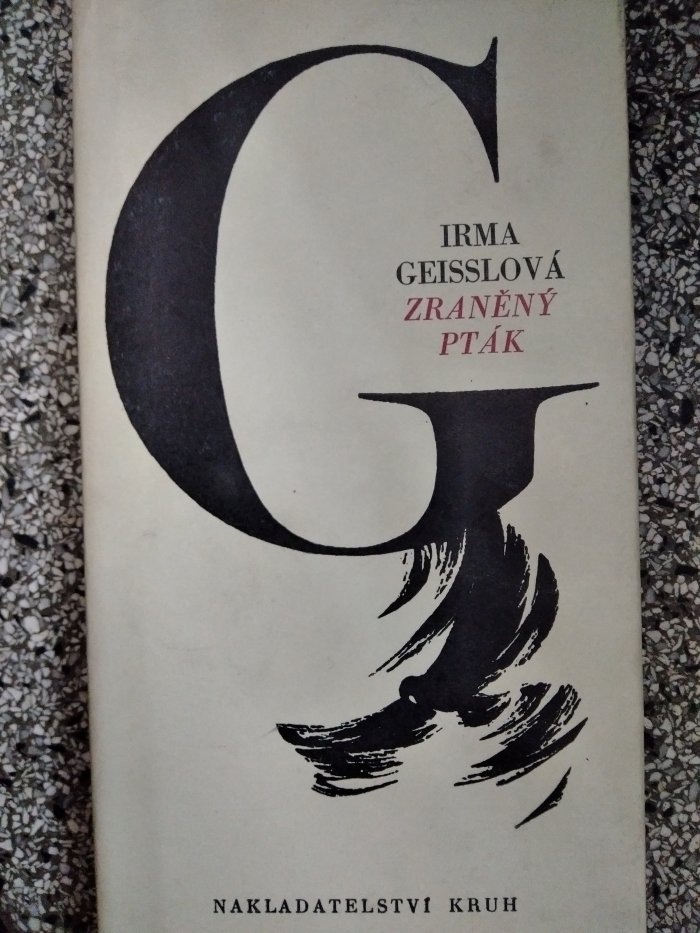 G
IRMA
GEISSLOVÁ
ZRANĚNÝ
PTÁK
NAKLADATELSTVÍ KRUH